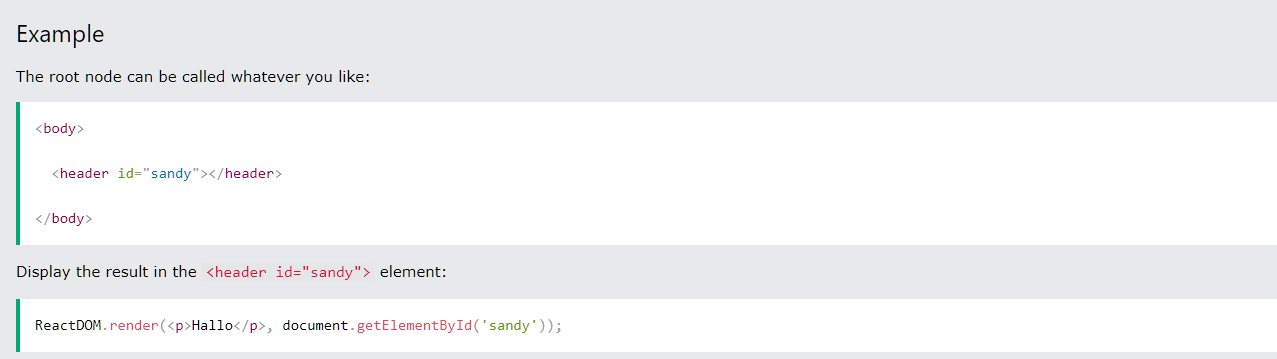 Example
The root node can be called whatever you like:
<body>
<header id="sandy"></header>
</body>
Display the result in the <header id="sandy"> element:
ReactDOM.render(<p>Hallo</p>, document.getElementById('sandy'));